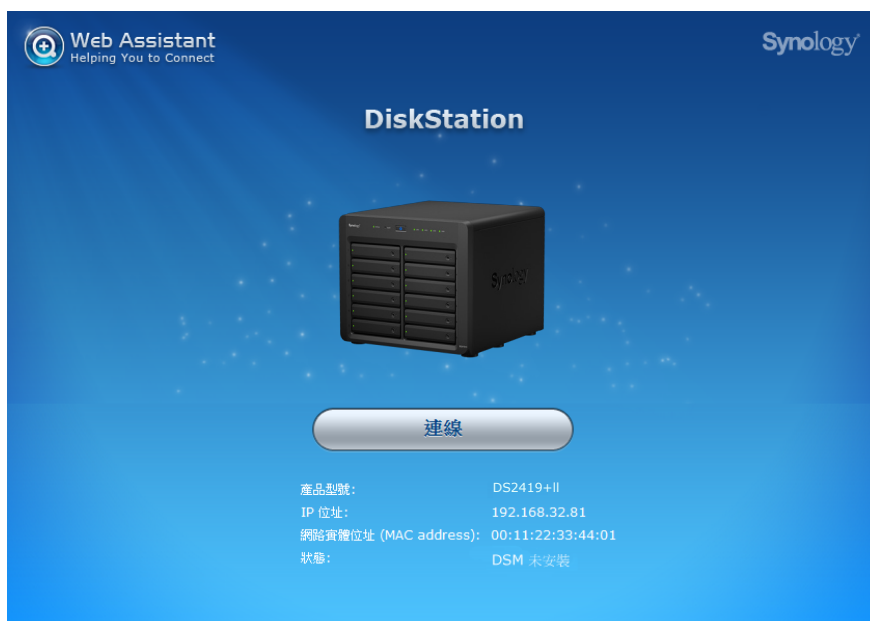 Web Assistant
Helping You to Connect
Synology
DiskStation
Synology
連線
產品型號: DS2419+II
IP 位址: 192.168.32.81
網路實體位址 (MAC address): 00:11:22:33:44:01
狀態: DSM 未安裝